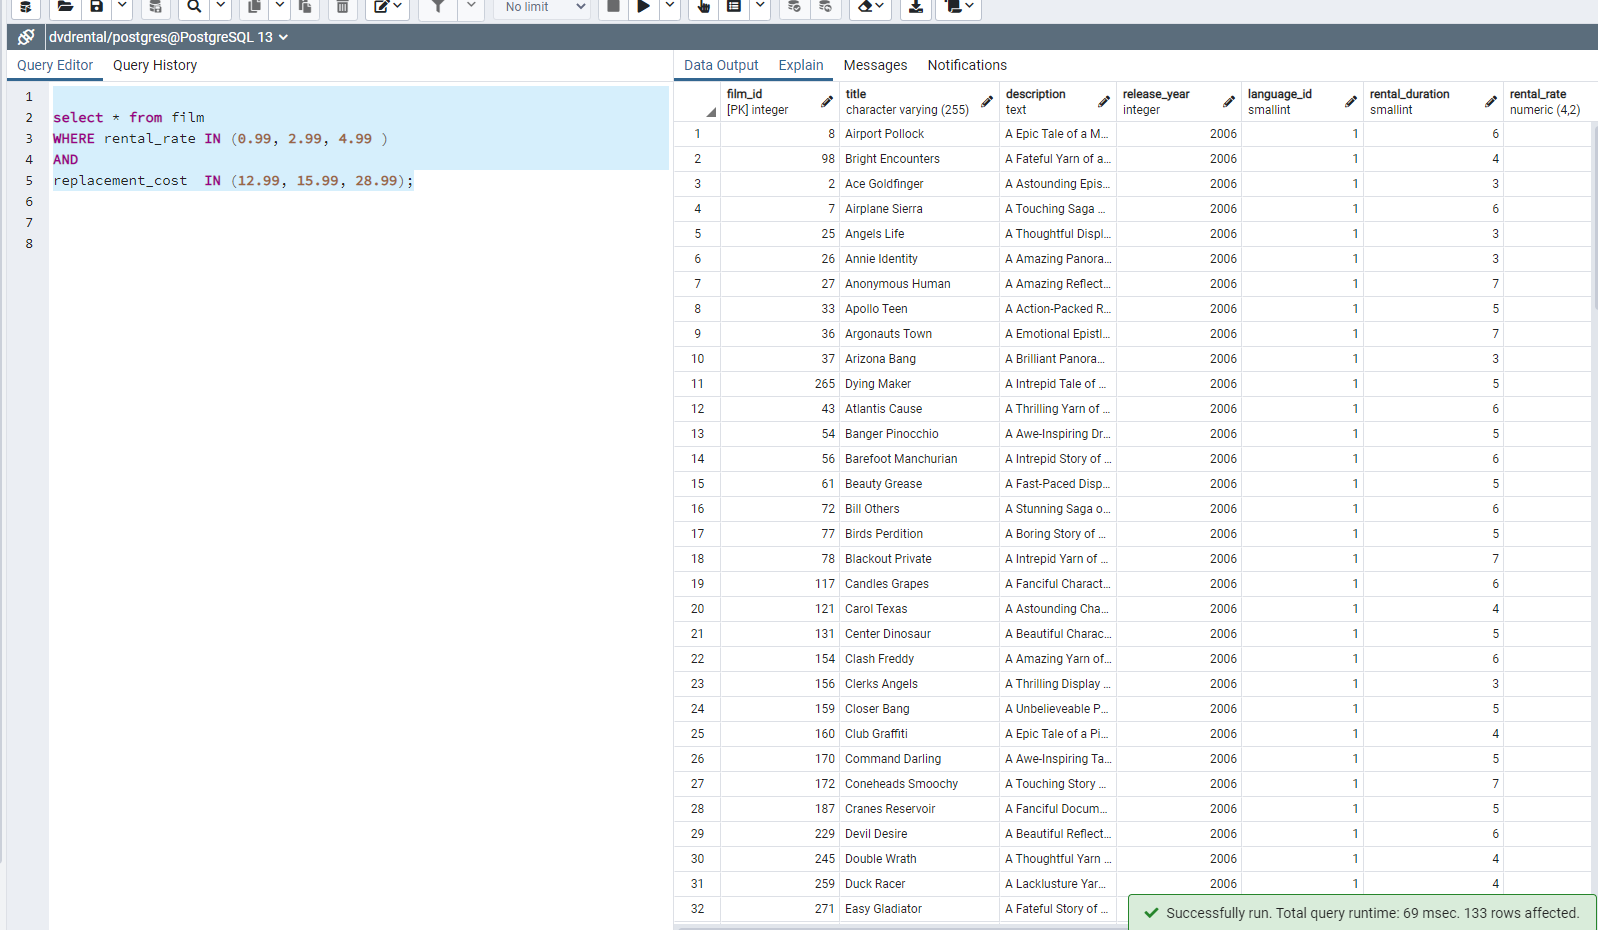 No limit
dvdrental/postgres@PostgreSQL 13
Query Editor Query History
Data Output Explain Messages Notifications
1
2 select * from film
3 WHERE rental_rate IN (0.99, 2.99, 4.99 )
4 AND
5 replacement_cost  IN (12.99, 15.99, 28.99);
6
7
8
film_id title description release_year language_id rental_duration rental_rate
[PK] integer character varying (255) text integer smallint smallint numeric (4,2)
1 8 Airport Pollock A Epic Tale of a M... 2006 1 6
2 98 Bright Encounters A Fateful Yarn of a... 2006 1 4
3 2 Ace Goldfinger A Astounding Epis... 2006 1 3
4 7 Airplane Sierra A Touching Saga ... 2006 1 6
5 25 Angels Life A Thoughtful Displ... 2006 1 3
6 26 Annie Identity A Amazing Panora... 2006 1 3
7 27 Anonymous Human A Amazing Reflect... 2006 1 7
8 33 Apollo Teen A Action-Packed R... 2006 1 5
9 36 Argonauts Town A Emotional Epistl... 2006 1 7
10 37 Arizona Bang A Brilliant Panora... 2006 1 3
11 265 Dying Maker A Intrepid Tale of ... 2006 1 5
12 43 Atlantis Cause A Thrilling Yarn of ... 2006 1 6
13 54 Banger Pinocchio A Awe-Inspiring Dr... 2006 1 5
14 56 Barefoot Manchurian A Intrepid Story of ... 2006 1 6
15 61 Beauty Grease A Fast-Paced Disp... 2006 1 5
16 72 Bill Others A Stunning Saga o... 2006 1 6
17 77 Birds Perdition A Boring Story of ... 2006 1 5
18 78 Blackout Private A Intrepid Yarn of ... 2006 1 7
19 117 Candles Grapes A Fanciful Charact... 2006 1 6
20 121 Carol Texas A Astounding Cha... 2006 1 4
21 131 Center Dinosaur A Beautiful Charac... 2006 1 5
22 154 Clash Freddy A Amazing Yarn of... 2006 1 6
23 156 Clerks Angels A Thrilling Display ... 2006 1 3
24 159 Closer Bang A Unbelieveable P... 2006 1 5
25 160 Club Graffiti A Epic Tale of a Pi... 2006 1 4
26 170 Command Darling A Awe-Inspiring Ta... 2006 1 5
27 172 Coneheads Smoochy A Touching Story ... 2006 1 7
28 187 Cranes Reservoir A Fanciful Docum... 2006 1 5
29 229 Devil Desire A Beautiful Reflect... 2006 1 6
30 245 Double Wrath A Thoughtful Yarn ... 2006 1 4
31 259 Duck Racer A Lacklusture Yar... 2006 1 4
32 271 Easy Gladiator A Fateful Story of ...
Successfully run. Total query runtime: 69 msec. 133 rows affected.